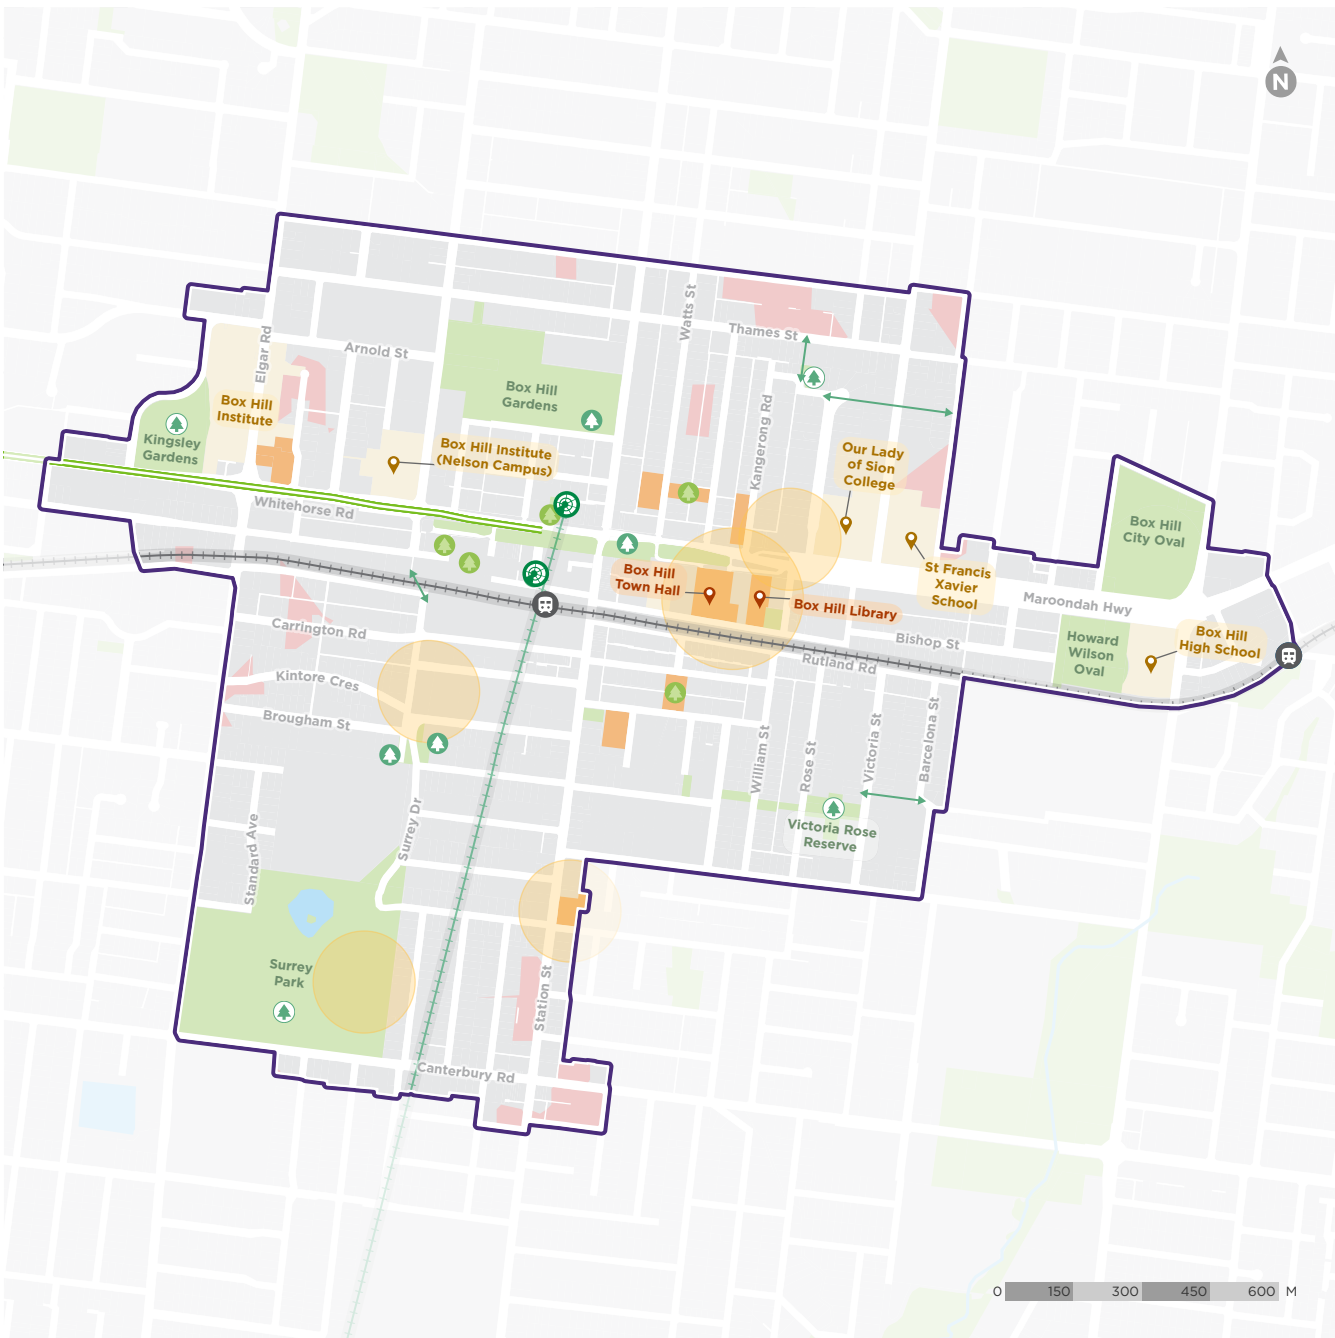 N
Watts St
Thames St
Elgar Rd
Arnold St
Box Hill
Gardens
Box Hill
Institute
Kangerong Rd
Kingsley
Gardens
Box Hill Institute
(Nelson Campus)
Our Lady
of Sion
College
Whitehorse Rd
Box Hill
City Oval
Box Hill
Town Hall
Box Hill Library
St Francis
Xavier
School
Maroondah Hwy
Carrington Rd
Bishop St
Howard
Wilson
Oval
Box Hill
High School
Rutland Rd
Kintore Cres
Brougham St
William St
Rose St
Victoria St
Barcelona St
Surrey Dr
Standard Ave
Victoria Rose
Reserve
Surrey
Park
Station St
Canterbury Rd
0 150 300 450 600 M